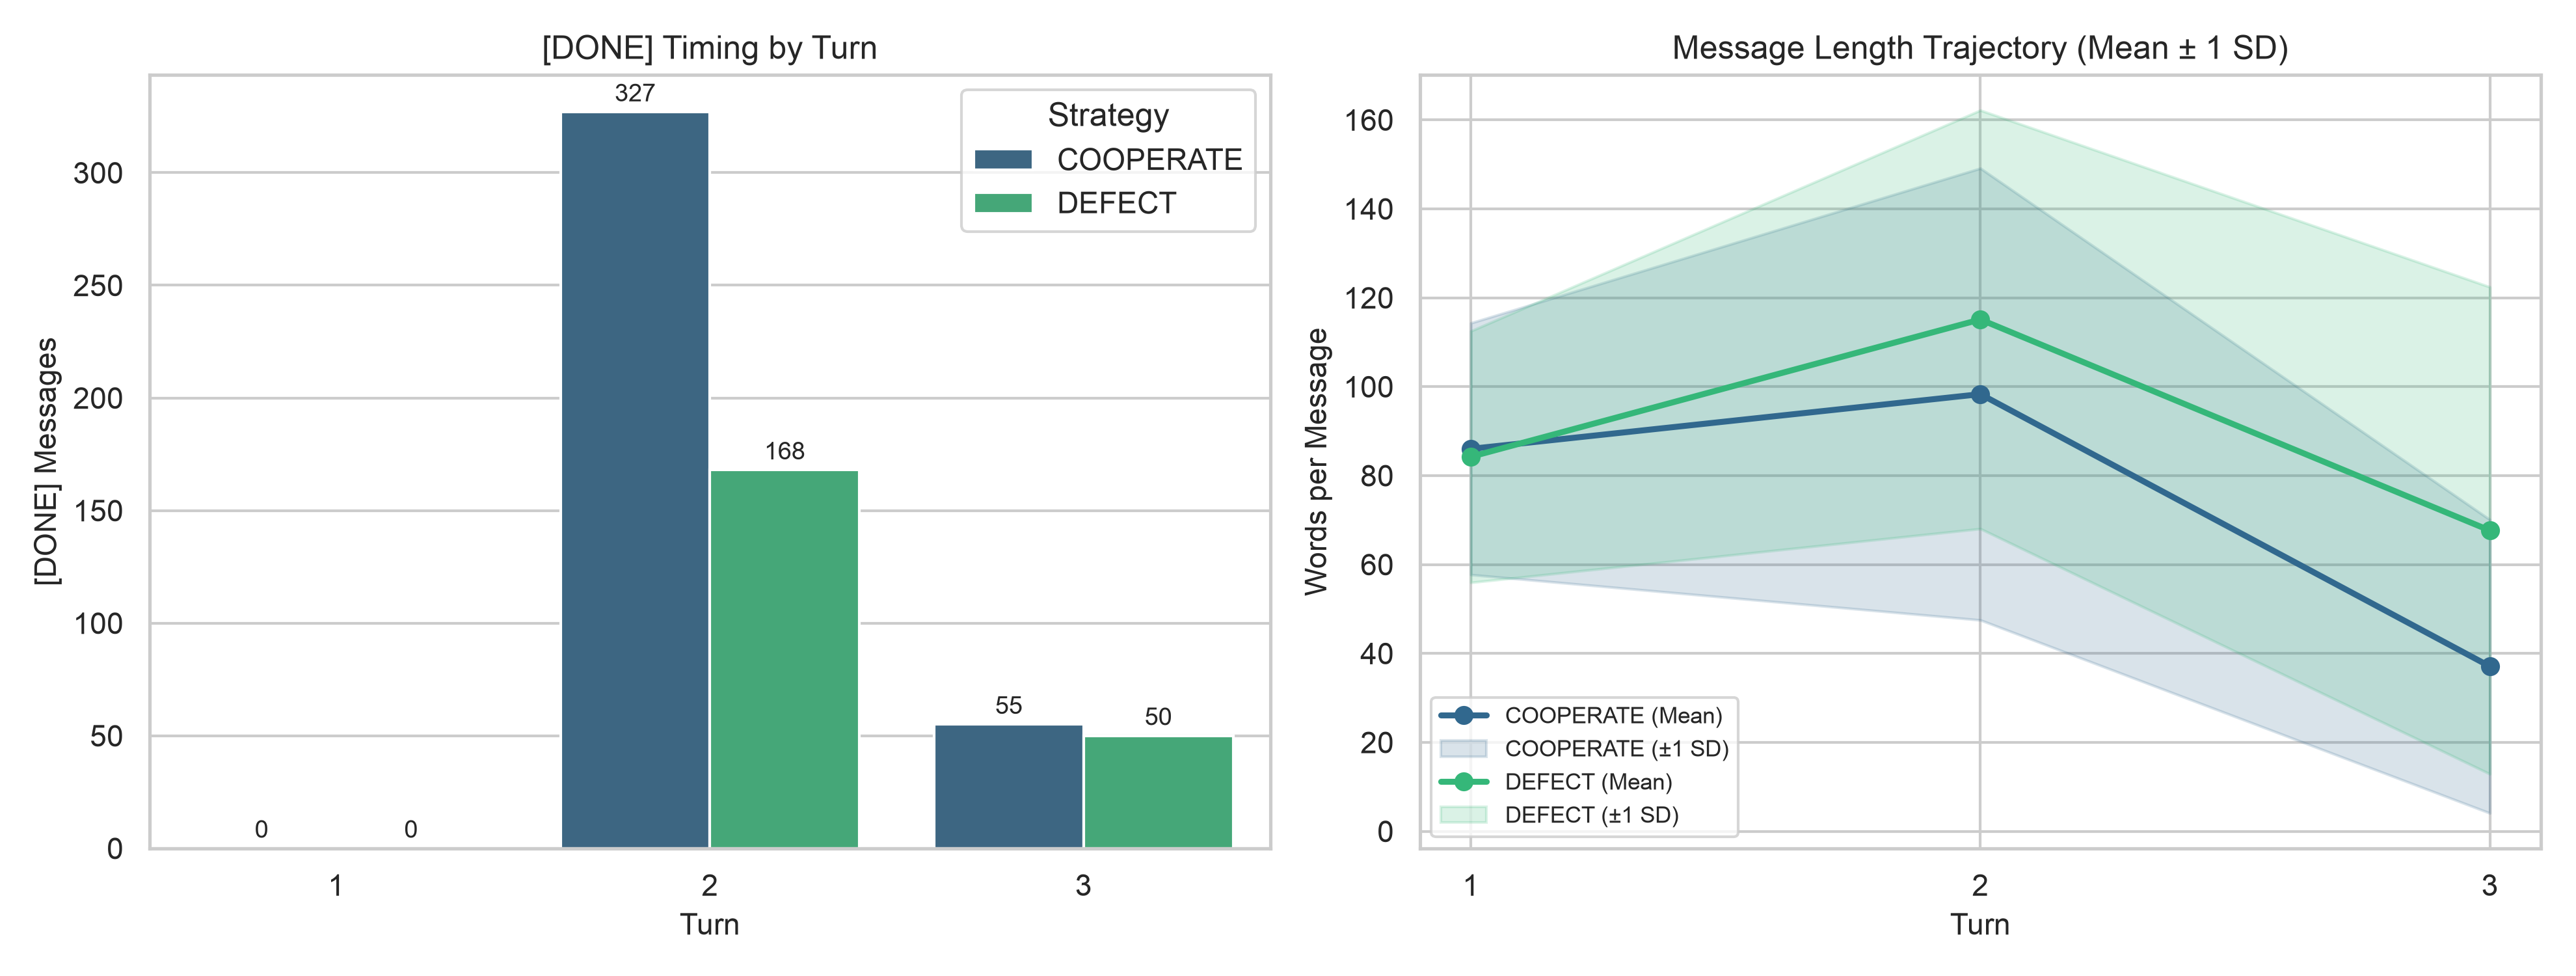 [DONE] Timing by Turn
[DONE] Messages
300
250
200
150
100
50
0
327
168
55
50
0
0
Strategy
COOPERATE
DEFECT
1
2
3
Turn
Message Length Trajectory (Mean ± 1 SD)
Words per Message
160
140
120
100
80
60
40
20
0
COOPERATE (Mean)
COOPERATE (±1 SD)
DEFECT (Mean)
DEFECT (±1 SD)
1
2
3
Turn